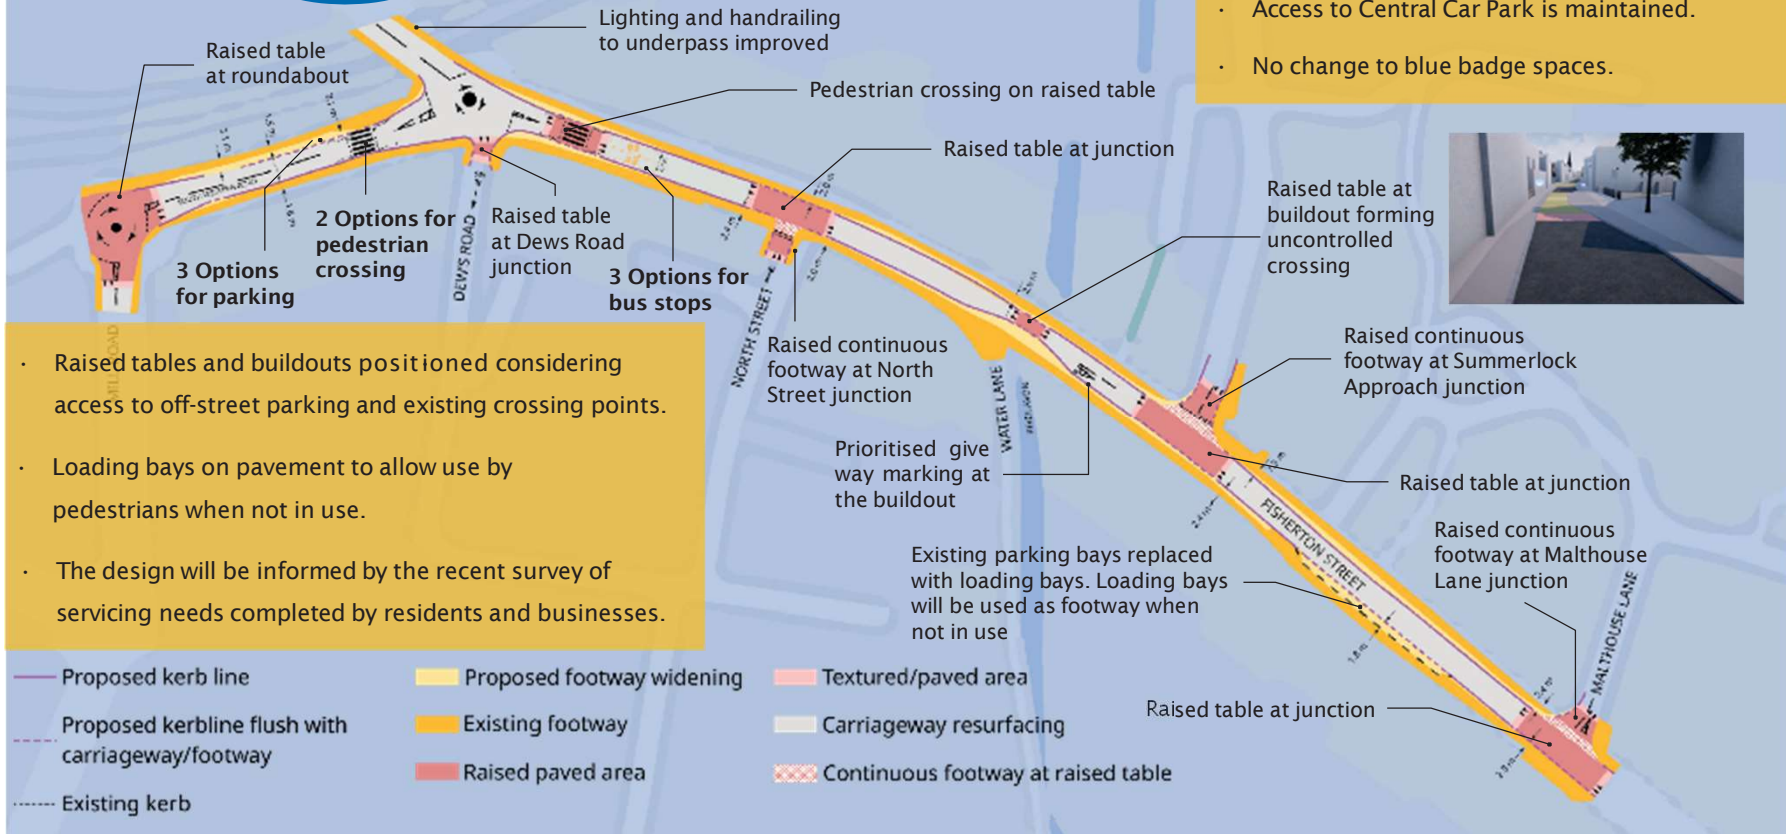 Lighting and handrailing
to underpass improved
· Access to Central Car Park is maintained.
· No change to blue badge spaces.
Raised table
at roundabout
Pedestrian crossing on raised table
Raised table at junction
Raised table at
buildout forming
uncontrolled
crossing
2 Options for
pedestrian
crossing
3 Options
for parking
DEW'S ROAD
Raised table
at Dews Road
junction
3 Options for
bus stops
NORTH STREET
Raised continuous
footway at North
Street junction
WATER LANE
Raised continuous
footway at Summerlock
Approach junction
Prioritised give
way marking at
the buildout
Raised table at junction
FISHERTON STREET
Raised continuous
footway at Malthouse
Lane junction
MALTHOUSE LANE
Existing parking bays replaced
with loading bays. Loading bays
will be used as footway when
not in use
Raised table at junction
MILL ROAD
· Raised tables and buildouts positioned considering
access to off-street parking and existing crossing points.
· Loading bays on pavement to allow use by
pedestrians when not in use.
· The design will be informed by the recent survey of
servicing needs completed by residents and businesses.
Proposed kerb line
Proposed kerbline flush with
carriageway/footway
Existing kerb
Proposed footway widening
Existing footway
Raised paved area
Textured/paved area
Carriageway resurfacing
Continuous footway at raised table